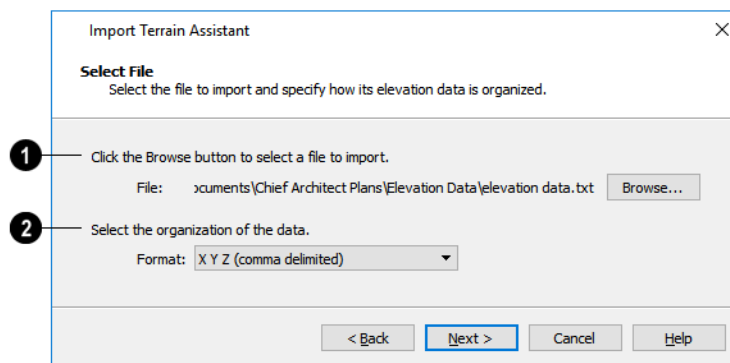 Import Terrain Assistant
Select File
Select the file to import and specify how its elevation data is organized.
1 Click the Browse button to select a file to import.
File: ocuments\Chief Architect Plans\Elevation Data\elevation data.txt Browse...
2 Select the organization of the data.
Format: X Y Z (comma delimited)
< Back Next > Cancel Help